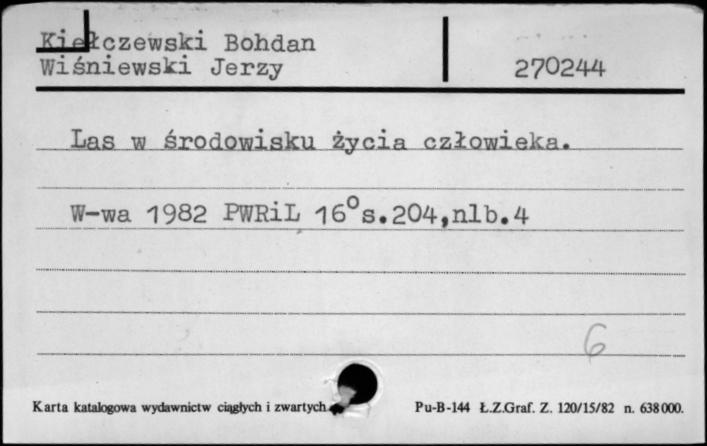 Kiełczewski Bohdan
Wiśniewski Jerzy
270244
Las w środowisku życia człowieka.
W-wa 1982 PWRiL 16° s.204,nlb.4
6
Karta katalogowa wydawnictw ciągłych i zwartych.
Pu-B-144 Ł.Z.Graf. Z. 120/15/82 n. 638000.